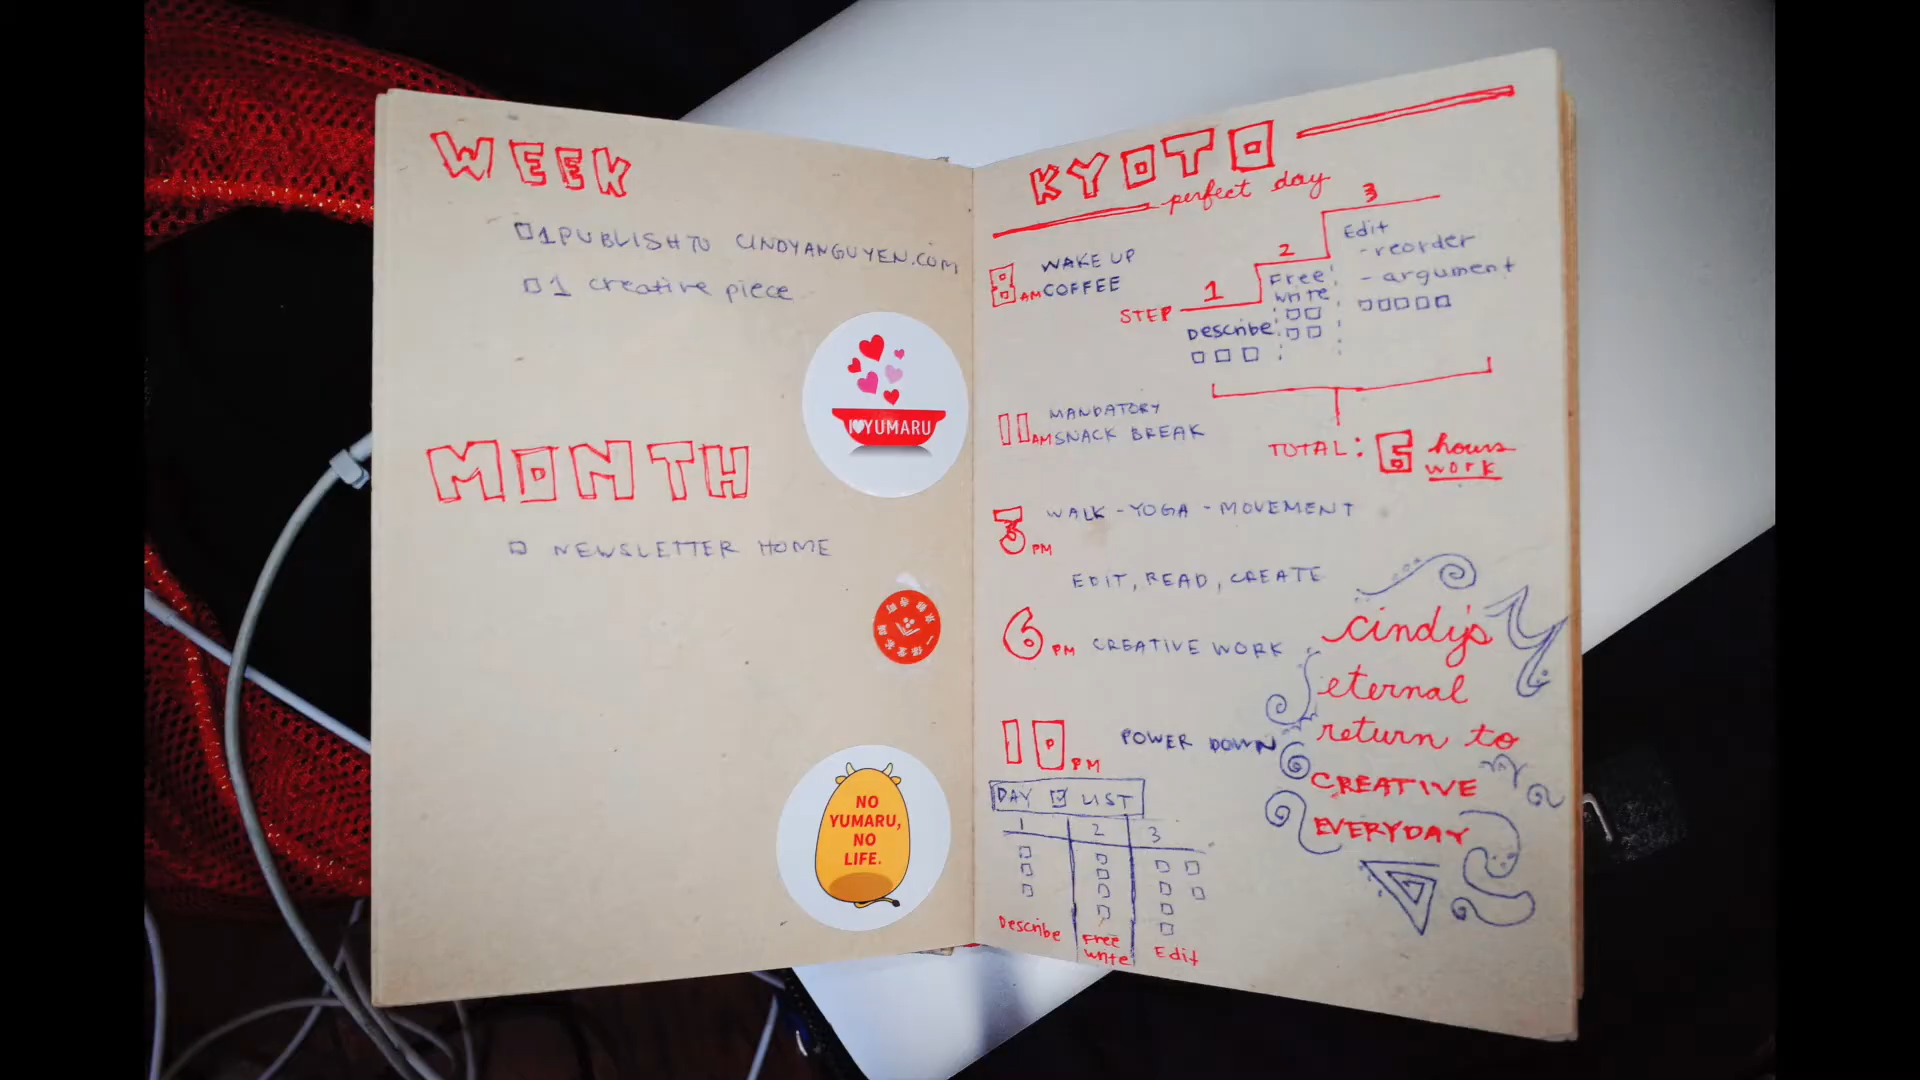 WEEK
1 PUBLISH TO CINDYANGUYEN.COM
1 creative piece
I YUMARU
MONTH
NEWSLETTER HOME
NO
YUMARU,
NO
LIFE.
KYOTO
perfect day
8 AM WAKE UP
COFFEE
STEP 1 2 3
Describe
Free
write
Edit
- reorder
- argument
11 AM MANDATORY
SNACK BREAK
TOTAL: 6 hours
work
3 PM WALK - YOGA - MOVEMENT
EDIT, READ, CREATE
6 PM CREATIVE WORK
10 PM POWER DOWN
cindy's
eternal
return to
CREATIVE
EVERYDAY
DAY LIST
1 2 3
Describe
Free
write
Edit